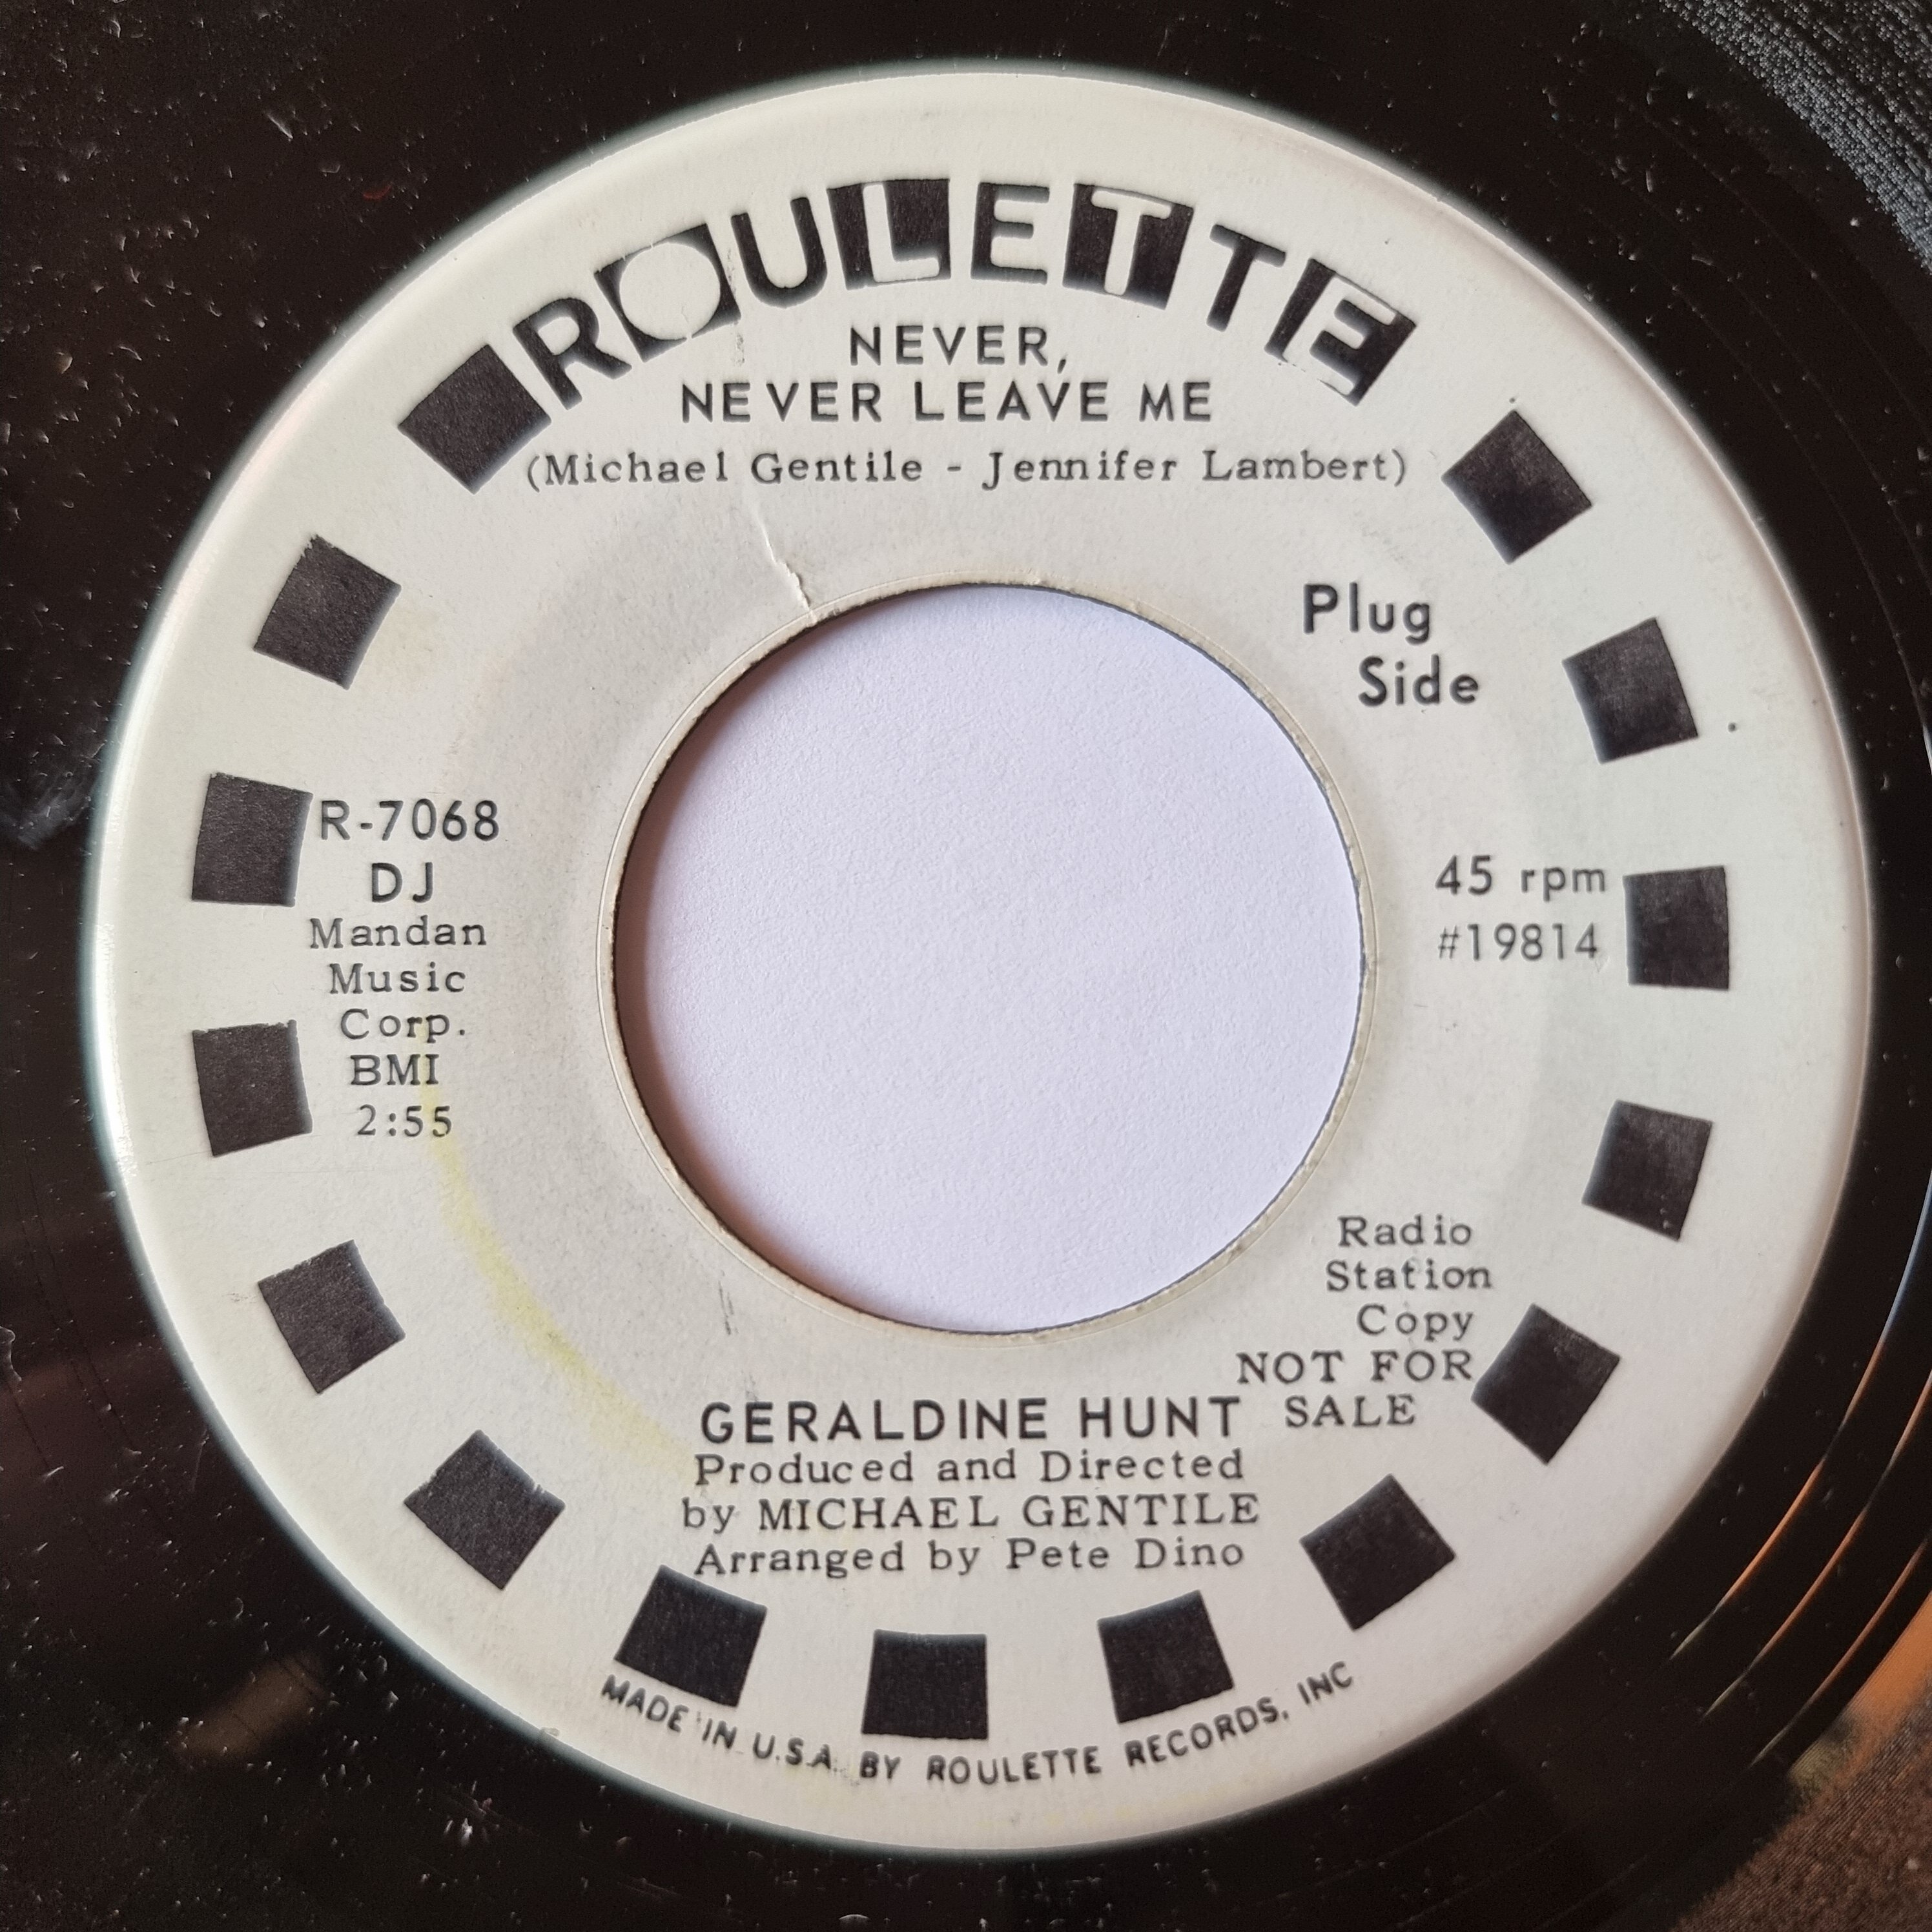 ROULETTE
NEVER,
NEVER LEAVE ME
(Michael Gentile - Jennifer Lambert)
Plug
Side
R-7068
DJ
Mandan
Music
Corp.
BMI
2:55
45 rpm
#19814
Radio
Station
Copy
NOT FOR
SALE
GERALDINE HUNT
Produced and Directed
by MICHAEL GENTILE
Arranged by Pete Dino
MADE IN U.S.A. BY ROULETTE RECORDS, INC